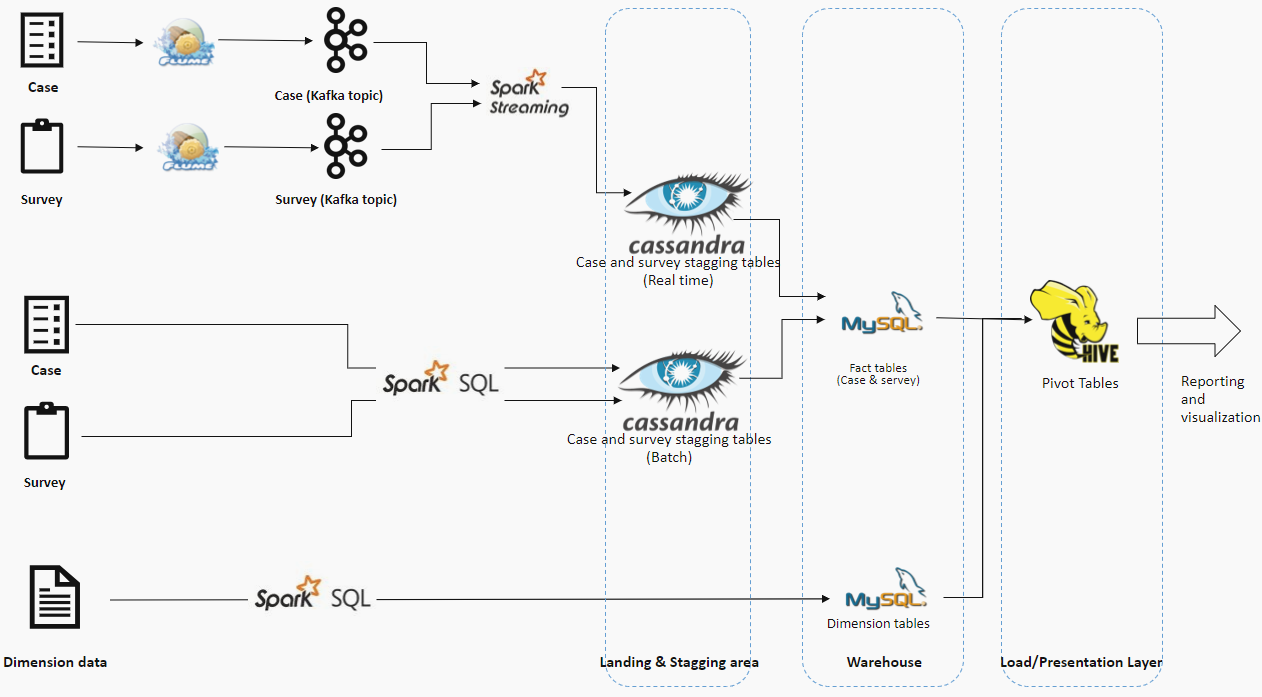 Case
Case (Kafka topic)
Spark
Streaming
Survey
Survey (Kafka topic)
cassandra
Case and survey stagging tables
(Real time)
Case
Spark SQL
cassandra
Case and survey stagging tables
(Batch)
MySQL
Fact tables
(Case & servey)
HIVE
Pivot Tables
Reporting
and
visualization
Survey
Spark SQL
MySQL
Dimension tables
Dimension data
Landing & Stagging area
Warehouse
Load/Presentation Layer